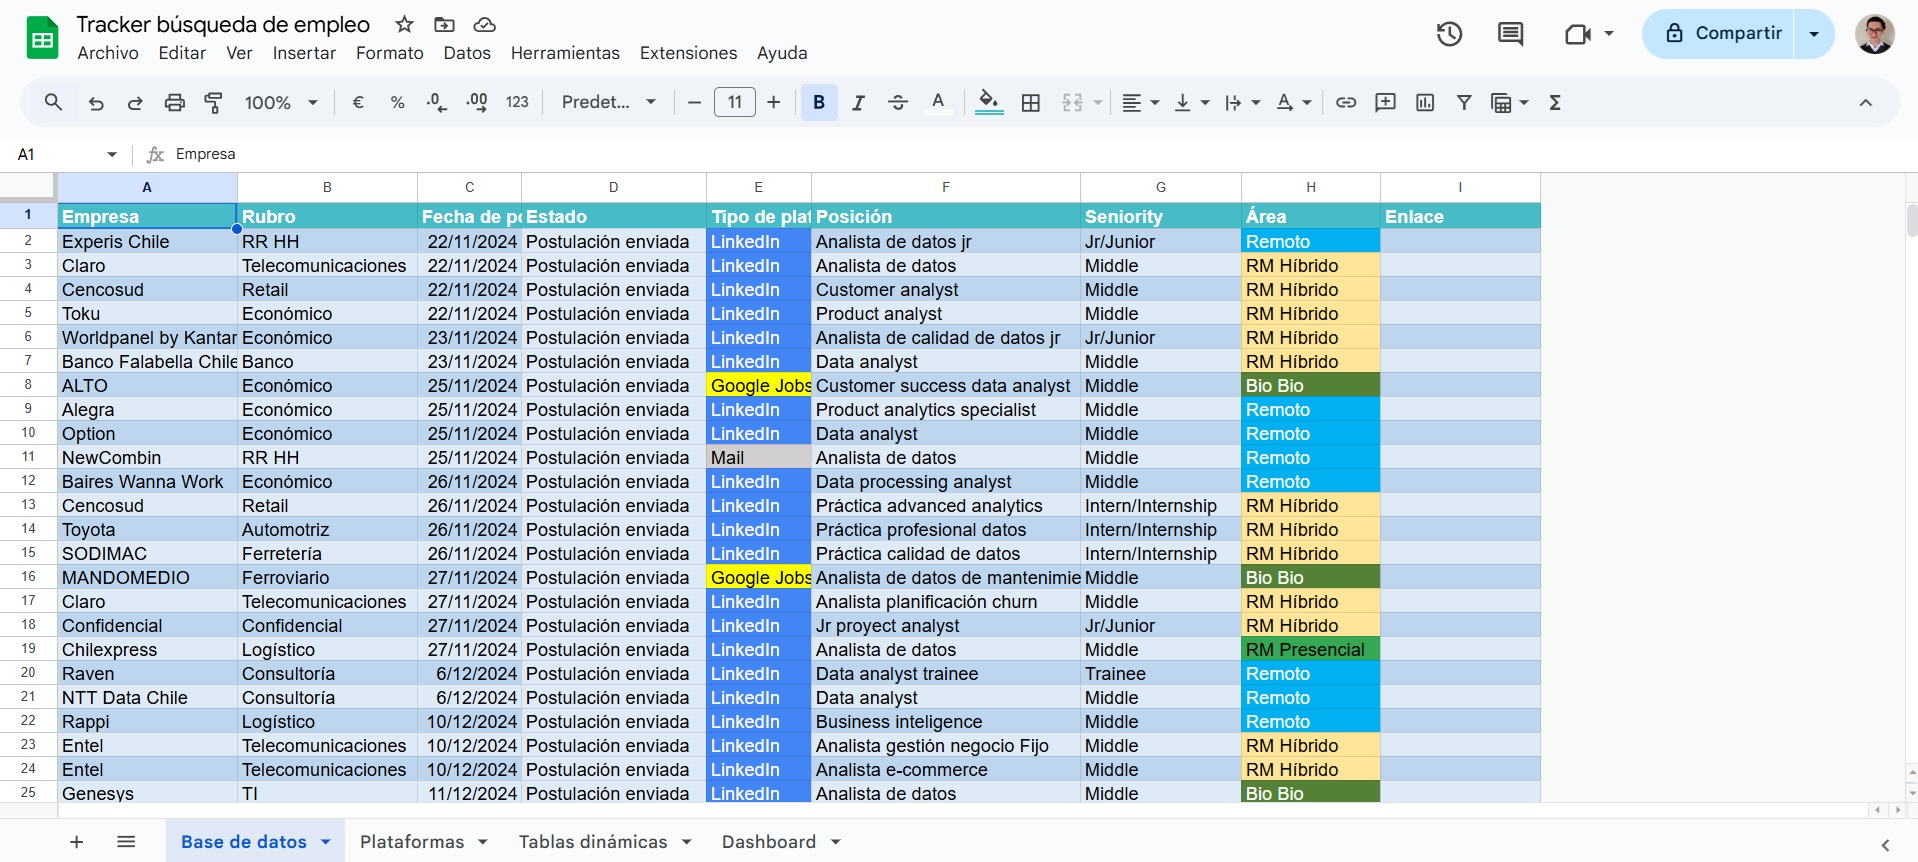 Tracker búsqueda de empleo
Archivo Editar Ver Insertar Formato Datos Herramientas Extensiones Ayuda
Compartir
100% € % .0 .00 123 Predet... 11 B I A A Σ
A1 fx Empresa
A B C D E F G H I
1 Empresa Rubro Fecha de po Estado Tipo de plat Posición Seniority Área Enlace
2 Experis Chile RR HH 22/11/2024 Postulación enviada LinkedIn Analista de datos jr Jr/Junior Remoto
3 Claro Telecomunicaciones 22/11/2024 Postulación enviada LinkedIn Analista de datos Middle RM Híbrido
4 Cencosud Retail 22/11/2024 Postulación enviada LinkedIn Customer analyst Middle RM Híbrido
5 Toku Económico 22/11/2024 Postulación enviada LinkedIn Product analyst Middle RM Híbrido
6 Worldpanel by Kantar Económico 23/11/2024 Postulación enviada LinkedIn Analista de calidad de datos jr Jr/Junior RM Híbrido
7 Banco Falabella Chile Banco 23/11/2024 Postulación enviada LinkedIn Data analyst Middle RM Híbrido
8 ALTO Económico 25/11/2024 Postulación enviada Google Jobs Customer success data analyst Middle Bio Bio
9 Alegra Económico 25/11/2024 Postulación enviada LinkedIn Product analytics specialist Middle Remoto
10 Option Económico 25/11/2024 Postulación enviada LinkedIn Data analyst Middle Remoto
11 NewCombin RR HH 25/11/2024 Postulación enviada Mail Analista de datos Middle Remoto
12 Baires Wanna Work Económico 26/11/2024 Postulación enviada LinkedIn Data processing analyst Middle Remoto
13 Cencosud Retail 26/11/2024 Postulación enviada LinkedIn Práctica advanced analytics Intern/Internship RM Híbrido
14 Toyota Automotriz 26/11/2024 Postulación enviada LinkedIn Práctica profesional datos Intern/Internship RM Híbrido
15 SODIMAC Ferretería 26/11/2024 Postulación enviada LinkedIn Práctica calidad de datos Intern/Internship RM Híbrido
16 MANDOMEDIO Ferroviario 27/11/2024 Postulación enviada Google Jobs Analista de datos de mantenimie Middle Bio Bio
17 Claro Telecomunicaciones 27/11/2024 Postulación enviada LinkedIn Analista planificación churn Middle RM Híbrido
18 Confidencial Confidencial 27/11/2024 Postulación enviada LinkedIn Jr proyect analyst Jr/Junior RM Híbrido
19 Chilexpress Logístico 27/11/2024 Postulación enviada LinkedIn Analista de datos Middle RM Presencial
20 Raven Consultoría 6/12/2024 Postulación enviada LinkedIn Data analyst trainee Trainee Remoto
21 NTT Data Chile Consultoría 6/12/2024 Postulación enviada LinkedIn Data analyst Middle Remoto
22 Rappi Logístico 10/12/2024 Postulación enviada LinkedIn Business inteligence Middle Remoto
23 Entel Telecomunicaciones 10/12/2024 Postulación enviada LinkedIn Analista gestión negocio Fijo Middle RM Híbrido
24 Entel Telecomunicaciones 10/12/2024 Postulación enviada LinkedIn Analista e-commerce Middle RM Híbrido
25 Genesys TI 11/12/2024 Postulación enviada LinkedIn Analista de datos Middle Bio Bio
Base de datos Plataformas Tablas dinámicas Dashboard